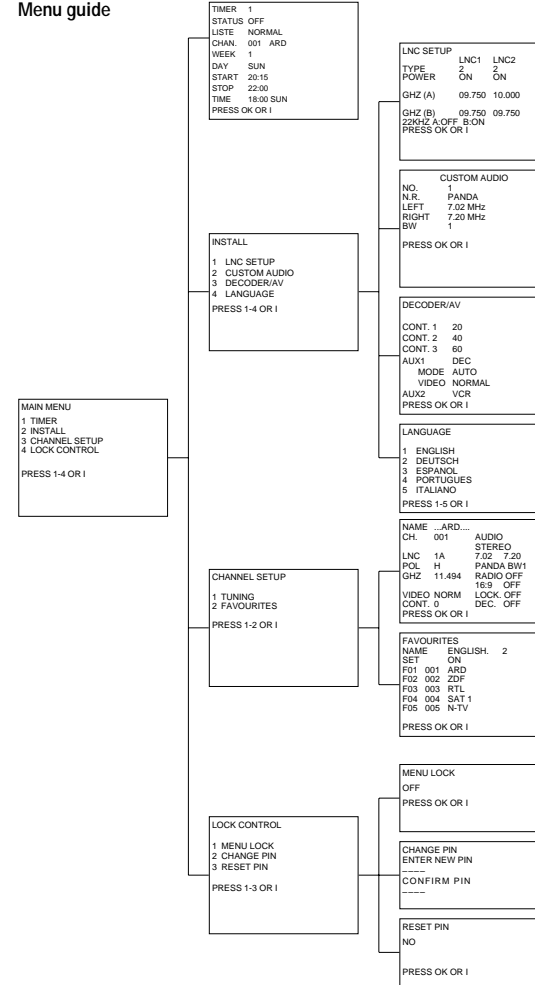 Menu guide
TIMER 1
STATUS OFF
LISTE NORMAL
CHAN. 001 ARD
WEEK 1
DAY SUN
START 20:15
STOP 22:00
TIME 18:00 SUN
PRESS OK OR I
LNC SETUP
LNC1 LNC2
TYPE 2 2
POWER ON ON
GHZ (A) 09.750 10.000
GHZ (B) 09.750 09.750
22KHZ A:OFF B:ON
PRESS OK OR I
CUSTOM AUDIO
NO. 1
N.R. PANDA
LEFT 7.02 MHz
RIGHT 7.20 MHz
BW 1
PRESS OK OR I
INSTALL
1 LNC SETUP
2 CUSTOM AUDIO
3 DECODER/AV
4 LANGUAGE
PRESS 1-4 OR I
DECODER/AV
CONT. 1 20
CONT. 2 40
CONT. 3 60
AUX1 DEC
MODE AUTO
VIDEO NORMAL
AUX2 VCR
PRESS OK OR I
MAIN MENU
1 TIMER
2 INSTALL
3 CHANNEL SETUP
4 LOCK CONTROL
PRESS 1-4 OR I
LANGUAGE
1 ENGLISH
2 DEUTSCH
3 ESPANOL
4 PORTUGUES
5 ITALIANO
PRESS 1-5 OR I
NAME ...ARD....
CH. 001 AUDIO
STEREO
LNC 1A 7.02 7.20
POL H PANDA BW1
GHZ 11.494 RADIO OFF
16:9 OFF
VIDEO NORM LOCK. OFF
CONT. 0 DEC. OFF
PRESS OK OR I
CHANNEL SETUP
1 TUNING
2 FAVOURITES
PRESS 1-2 OR I
FAVOURITES
NAME ENGLISH. 2
SET ON
F01 001 ARD
F02 002 ZDF
F03 003 RTL
F04 004 SAT 1
F05 005 N-TV
PRESS OK OR I
MENU LOCK
OFF
PRESS OK OR I
LOCK CONTROL
1 MENU LOCK
2 CHANGE PIN
3 RESET PIN
PRESS 1-3 OR I
CHANGE PIN
ENTER NEW PIN
----
CONFIRM PIN
----
RESET PIN
NO
PRESS OK OR I